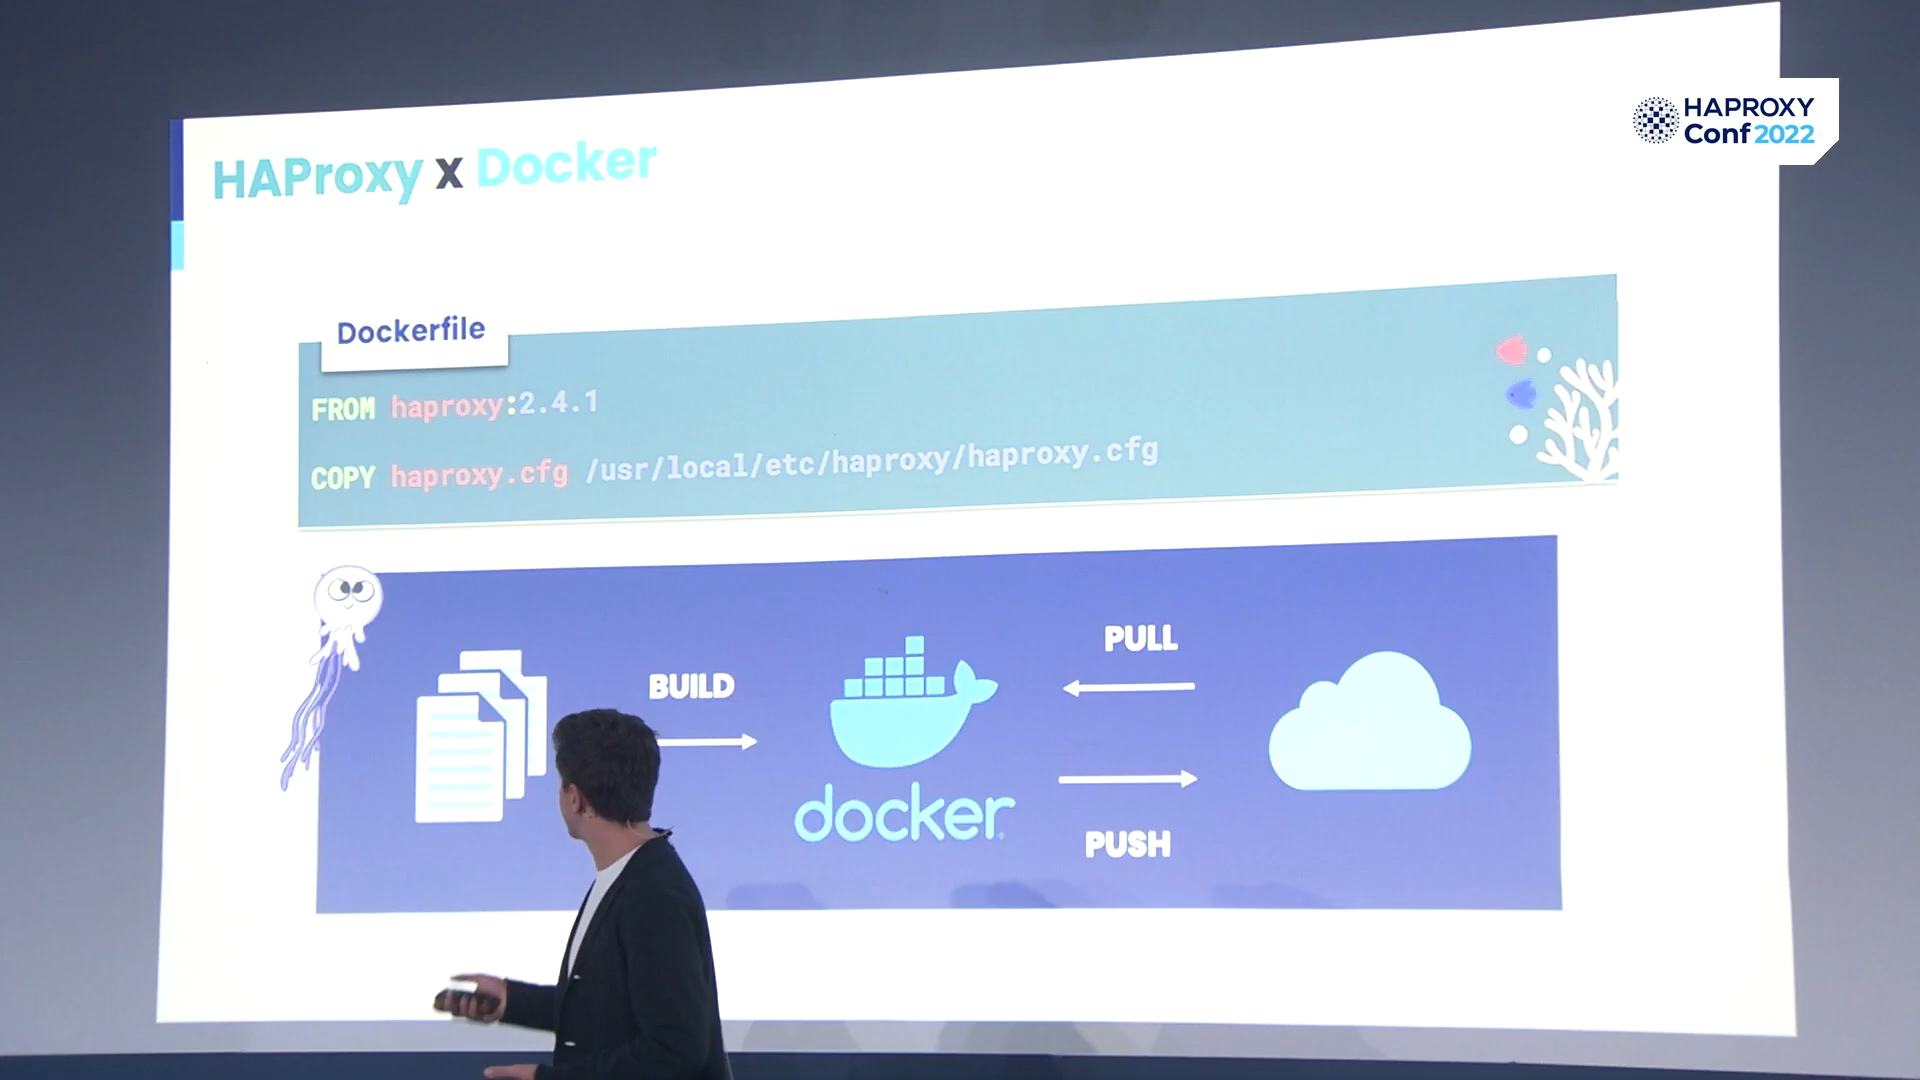 HAPROXY
Conf 2022
HAProxy x Docker
Dockerfile
FROM haproxy:2.4.1
COPY haproxy.cfg /usr/local/etc/haproxy/haproxy.cfg
BUILD
docker
PULL
PUSH